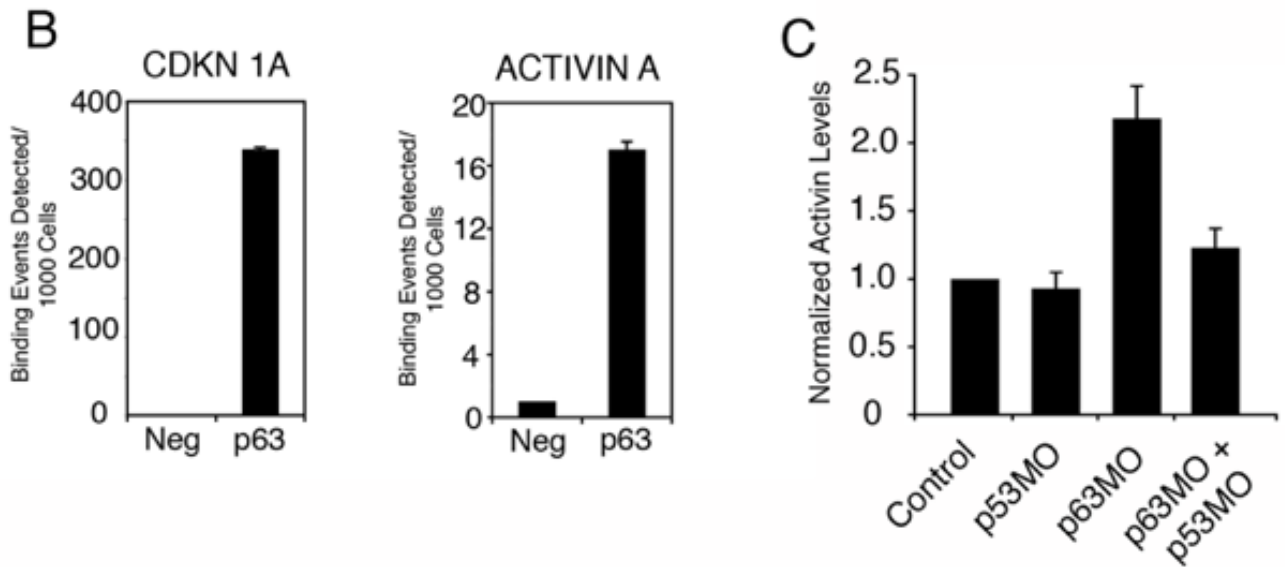 B
CDKN 1A
Binding Events Detected/
1000 Cells
400
300
200
100
0
Neg p63
ACTIVIN A
Binding Events Detected/
1000 Cells
20
16
12
8
4
0
Neg p63
C
Normalized Activin Levels
2.5
2.0
1.5
1.0
0.5
0
Control
p53MO
p63MO
p63MO +
p53MO